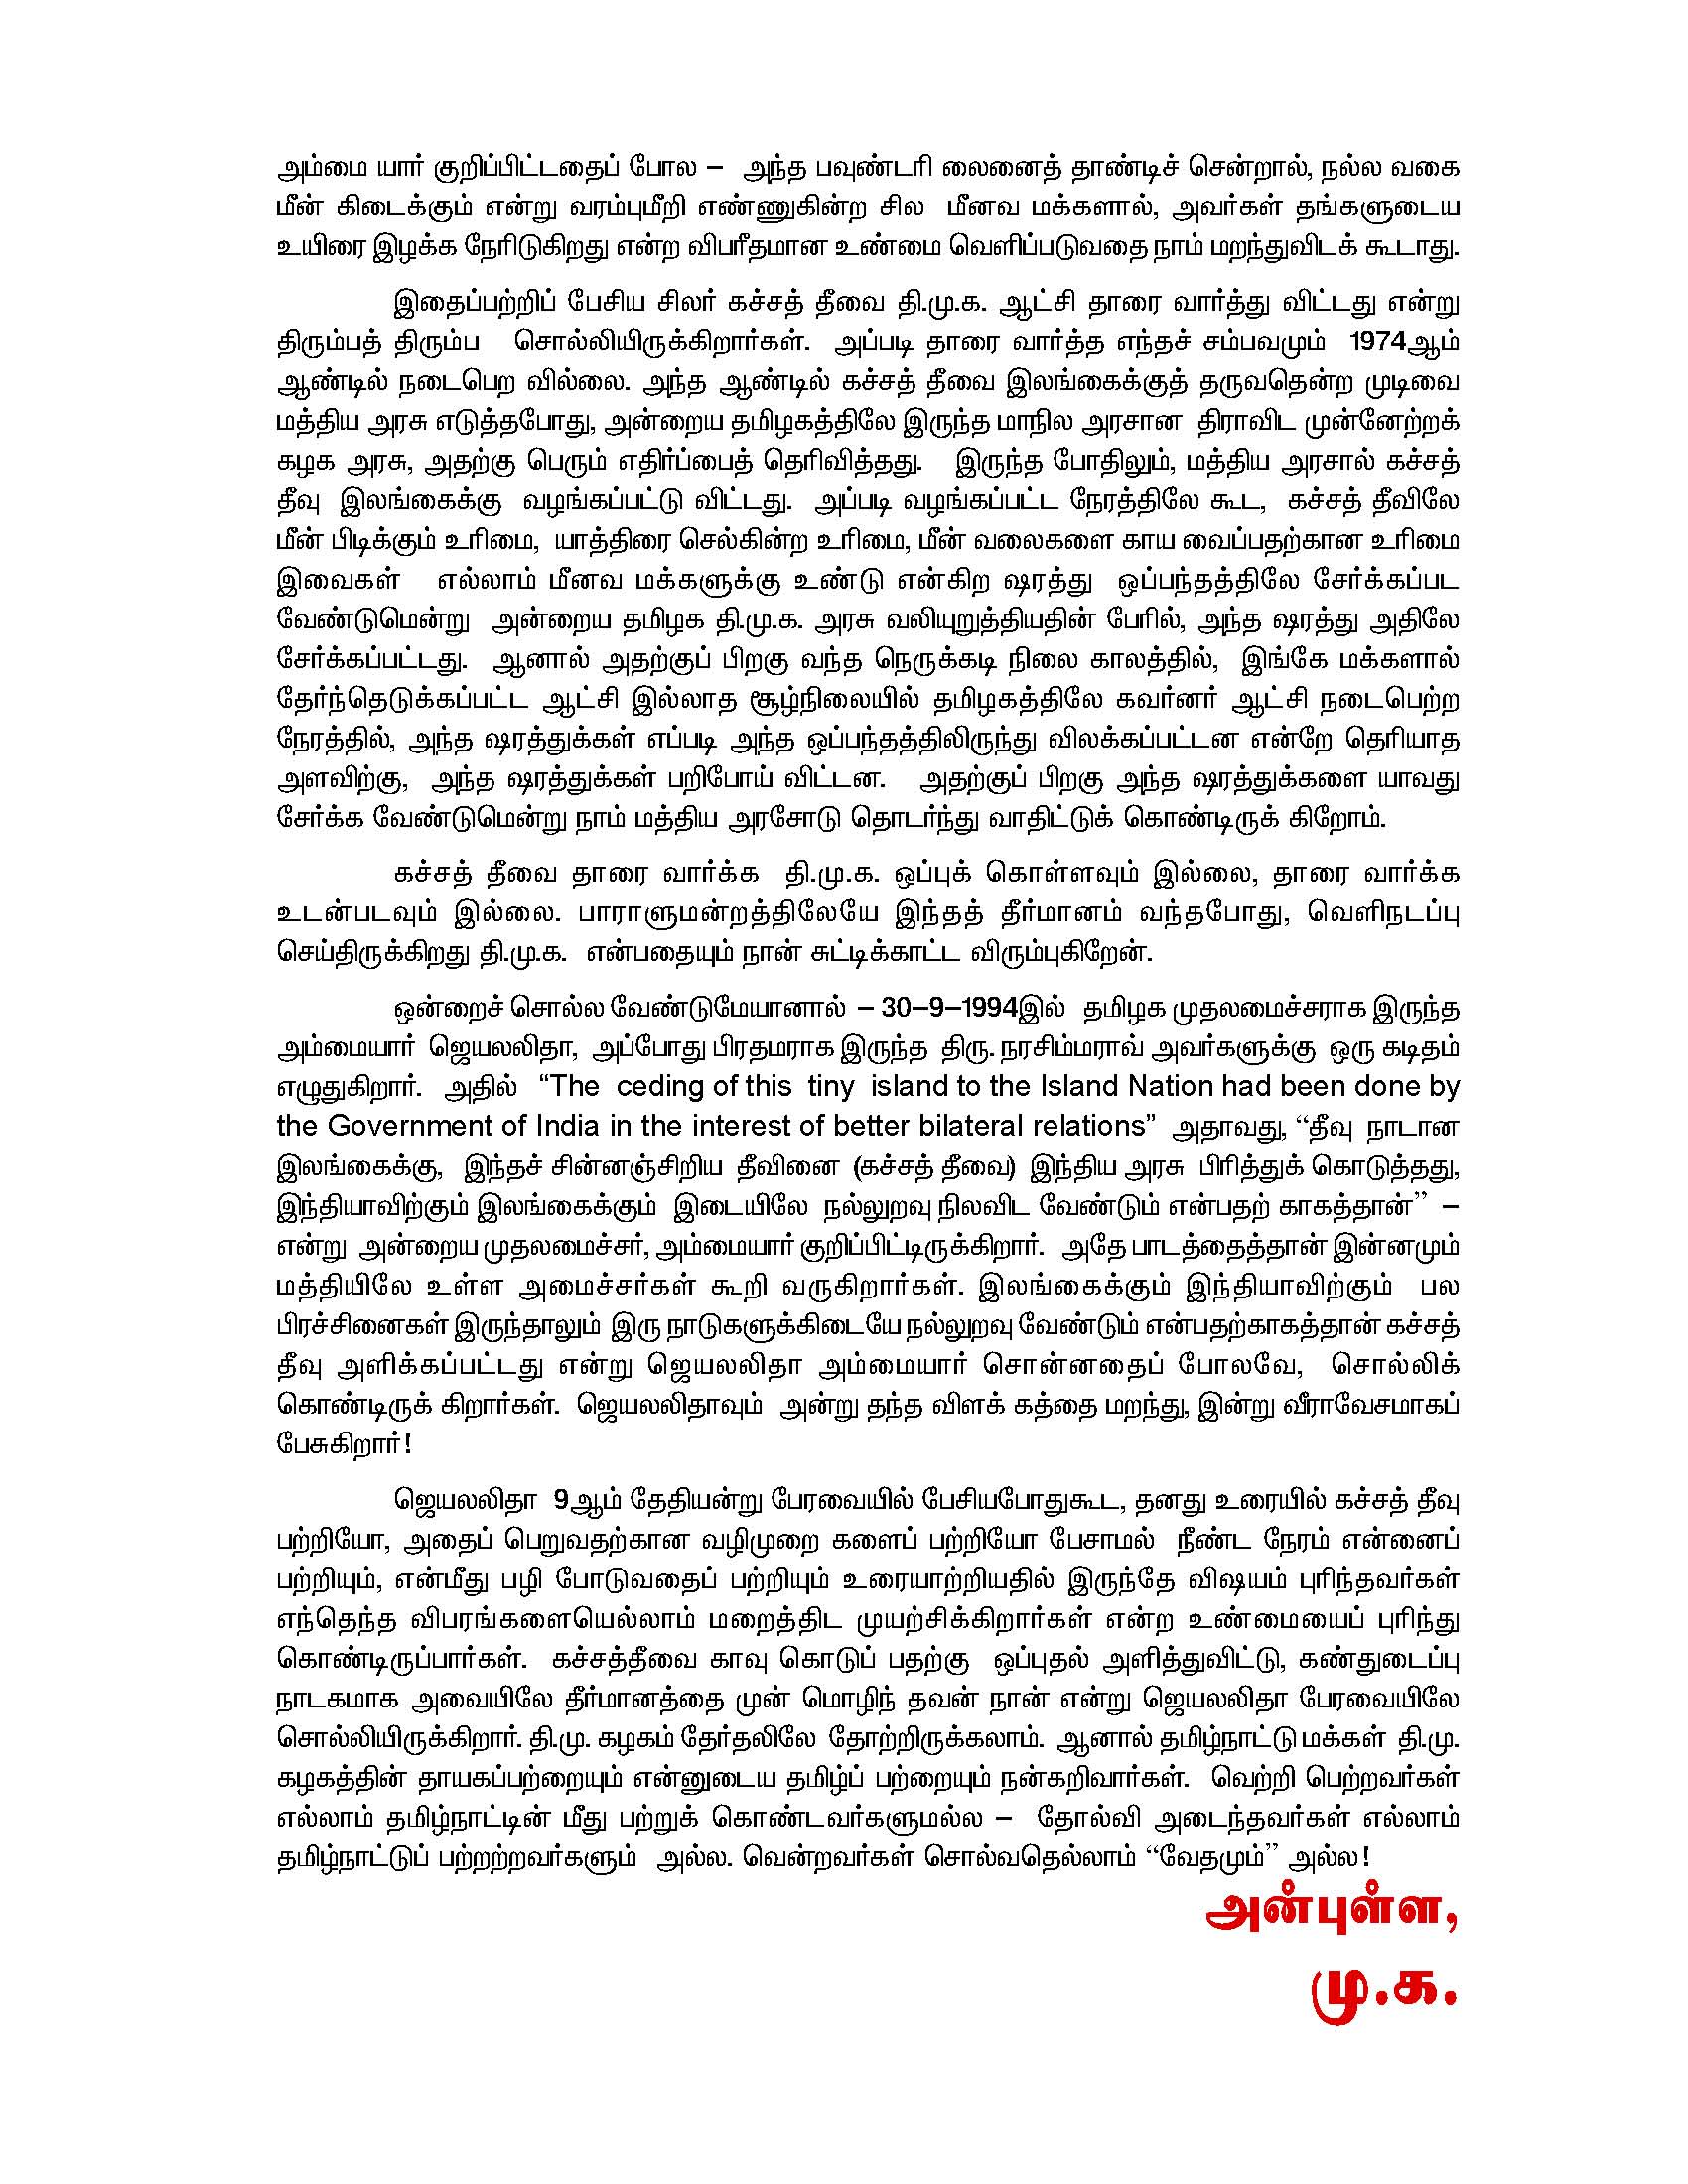 அம்மை யார் குறிப்பிட்டதைப் போல – அந்த பவுண்டரி லைனைத் தாண்டிச் சென்றால், நல்ல வகை
மீன் கிடைக்கும் என்று வரம்புமீறி எண்ணுகின்ற சில மீனவ மக்களால், அவர்கள் தங்களுடைய
உயிரை இழக்க நேரிடுகிறது என்ற விபரீதமான உண்மை வெளிப்படுவதை நாம் மறந்துவிடக் கூடாது.
இதைப்பற்றிப் பேசிய சிலர் கச்சத் தீவை தி.மு.க. ஆட்சி தாரை வார்த்து விட்டது என்று
திரும்பத் திரும்ப சொல்லியிருக்கிறார்கள். அப்படி தாரை வார்த்த எந்தச் சம்பவமும் 1974ஆம்
ஆண்டில் நடைபெற வில்லை. அந்த ஆண்டில் கச்சத் தீவை இலங்கைக்குத் தருவதென்ற முடிவை
மத்திய அரசு எடுத்தபோது, அன்றைய தமிழகத்திலே இருந்த மாநில அரசான திராவிட முன்னேற்றக்
கழக அரசு, அதற்கு பெரும் எதிர்ப்பைத் தெரிவித்தது. இருந்த போதிலும், மத்திய அரசால் கச்சத்
தீவு இலங்கைக்கு வழங்கப்பட்டு விட்டது. அப்படி வழங்கப்பட்ட நேரத்திலே கூட, கச்சத் தீவிலே
மீன் பிடிக்கும் உரிமை, யாத்திரை செல்கின்ற உரிமை, மீன் வலைகளை காய வைப்பதற்கான உரிமை
இவைகள் எல்லாம் மீனவ மக்களுக்கு உண்டு என்கிற ஷரத்து ஒப்பந்தத்திலே சேர்க்கப்பட
வேண்டுமென்று அன்றைய தமிழக தி.மு.க. அரசு வலியுறுத்தியதின் பேரில், அந்த ஷரத்து அதிலே
சேர்க்கப்பட்டது. ஆனால் அதற்குப் பிறகு வந்த நெருக்கடி நிலை காலத்தில், இங்கே மக்களால்
தேர்ந்தெடுக்கப்பட்ட ஆட்சி இல்லாத சூழ்நிலையில் தமிழகத்திலே கவர்னர் ஆட்சி நடைபெற்ற
நேரத்தில், அந்த ஷரத்துக்கள் எப்படி அந்த ஒப்பந்தத்திலிருந்து விலக்கப்பட்டன என்றே தெரியாத
அளவிற்கு, அந்த ஷரத்துக்கள் பறிபோய் விட்டன. அதற்குப் பிறகு அந்த ஷரத்துக்களை யாவது
சேர்க்க வேண்டுமென்று நாம் மத்திய அரசோடு தொடர்ந்து வாதிட்டுக் கொண்டிருக் கிறோம்.
கச்சத் தீவை தாரை வார்க்க தி.மு.க. ஒப்புக் கொள்ளவும் இல்லை, தாரை வார்க்க
உடன்படவும் இல்லை. பாராளுமன்றத்திலேயே இந்தத் தீர்மானம் வந்தபோது, வெளிநடப்பு
செய்திருக்கிறது தி.மு.க. என்பதையும் நான் சுட்டிக்காட்ட விரும்புகிறேன்.
ஒன்றைச் சொல்ல வேண்டுமேயானால் – 30–9–1994இல் தமிழக முதலமைச்சராக இருந்த
அம்மையார் ஜெயலலிதா, அப்போது பிரதமராக இருந்த திரு. நரசிம்மராவ் அவர்களுக்கு ஒரு கடிதம்
எழுதுகிறார். அதில் “The ceding of this tiny island to the Island Nation had been done by
the Government of India in the interest of better bilateral relations” அதாவது, “தீவு நாடான
இலங்கைக்கு, இந்தச் சின்னஞ்சிறிய தீவினை (கச்சத் தீவை) இந்திய அரசு பிரித்துக் கொடுத்தது,
இந்தியாவிற்கும் இலங்கைக்கும் இடையிலே நல்லுறவு நிலவிட வேண்டும் என்பதற் காகத்தான்” –
என்று அன்றைய முதலமைச்சர், அம்மையார் குறிப்பிட்டிருக்கிறார். அதே பாடத்தைத்தான் இன்னமும்
மத்தியிலே உள்ள அமைச்சர்கள் கூறி வருகிறார்கள். இலங்கைக்கும் இந்தியாவிற்கும் பல
பிரச்சினைகள் இருந்தாலும் இரு நாடுகளுக்கிடையே நல்லுறவு வேண்டும் என்பதற்காகத்தான் கச்சத்
தீவு அளிக்கப்பட்டது என்று ஜெயலலிதா அம்மையார் சொன்னதைப் போலவே, சொல்லிக்
கொண்டிருக் கிறார்கள். ஜெயலலிதாவும் அன்று தந்த விளக் கத்தை மறந்து, இன்று வீராவேசமாகப்
பேசுகிறார்!
ஜெயலலிதா 9ஆம் தேதியன்று பேரவையில் பேசியபோதுகூட, தனது உரையில் கச்சத் தீவு
பற்றியோ, அதைப் பெறுவதற்கான வழிமுறை களைப் பற்றியோ பேசாமல் நீண்ட நேரம் என்னைப்
பற்றியும், என்மீது பழி போடுவதைப் பற்றியும் உரையாற்றியதில் இருந்தே விஷயம் புரிந்தவர்கள்
எந்தெந்த விபரங்களையெல்லாம் மறைத்திட முயற்சிக்கிறார்கள் என்ற உண்மையைப் புரிந்து
கொண்டிருப்பார்கள். கச்சத்தீவை காவு கொடுப் பதற்கு ஒப்புதல் அளித்துவிட்டு, கண்துடைப்பு
நாடகமாக அவையிலே தீர்மானத்தை முன் மொழிந் தவன் நான் என்று ஜெயலலிதா பேரவையிலே
சொல்லியிருக்கிறார். தி.மு. கழகம் தேர்தலிலே தோற்றிருக்கலாம். ஆனால் தமிழ்நாட்டு மக்கள் தி.மு.
கழகத்தின் தாயகப்பற்றையும் என்னுடைய தமிழ்ப் பற்றையும் நன்கறிவார்கள். வெற்றி பெற்றவர்கள்
எல்லாம் தமிழ்நாட்டின் மீது பற்றுக் கொண்டவர்களுமல்ல – தோல்வி அடைந்தவர்கள் எல்லாம்
தமிழ்நாட்டுப் பற்றற்றவர்களும் அல்ல. வென்றவர்கள் சொல்வதெல்லாம் “வேதமும்” அல்ல!
அன்புள்ள,
மு.க.